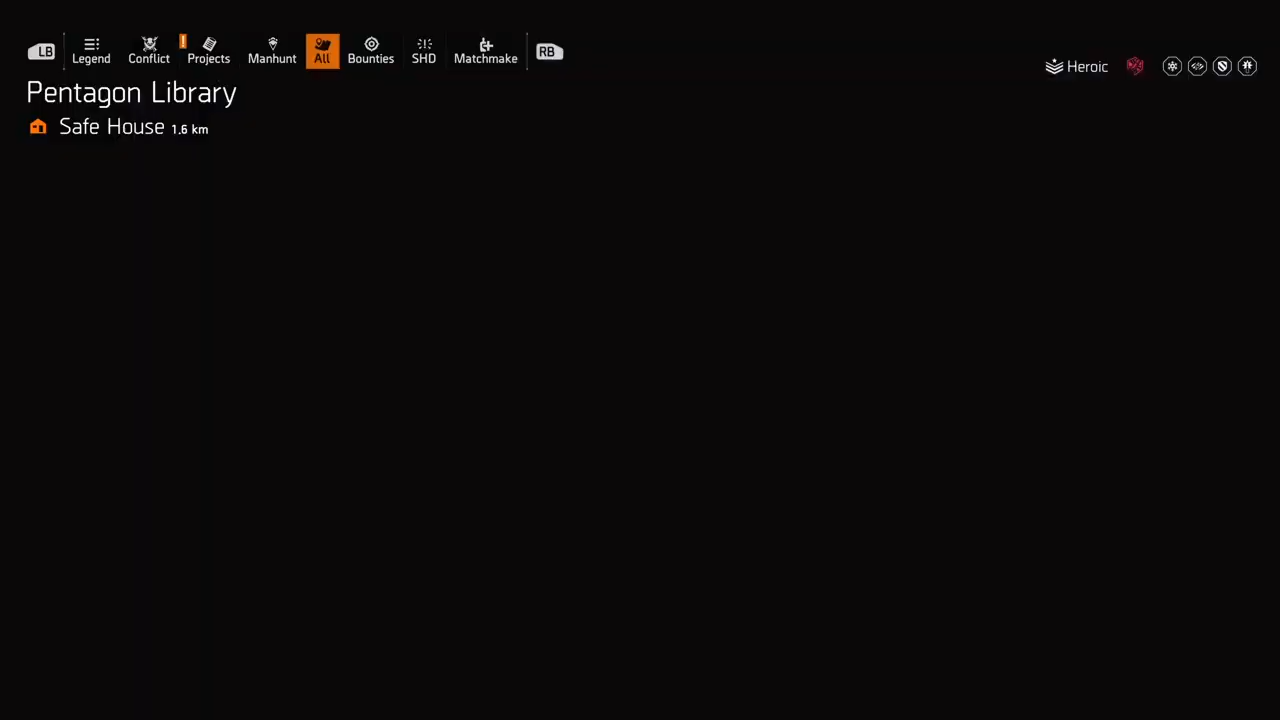 LB Legend Conflict Projects Manhunt All Bounties SHD Matchmake RB
Heroic
Pentagon Library
Safe House 1.6 km